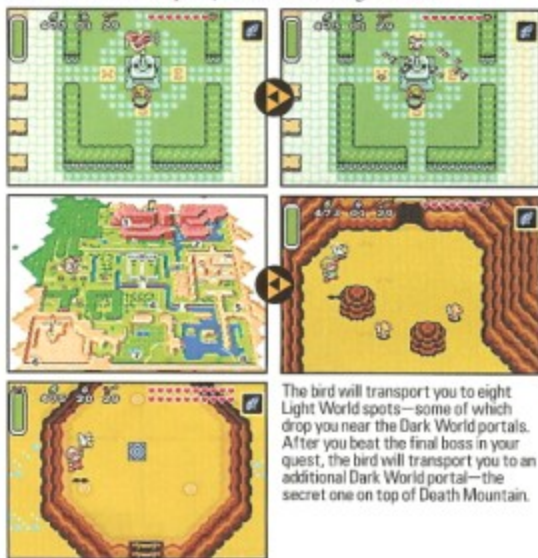 The bird will transport you to eight
Light World spots—some of which
drop you near the Dark World portals.
After you beat the final boss in your
quest, the bird will transport you to an
additional Dark World portal—the
secret one on top of Death Mountain.